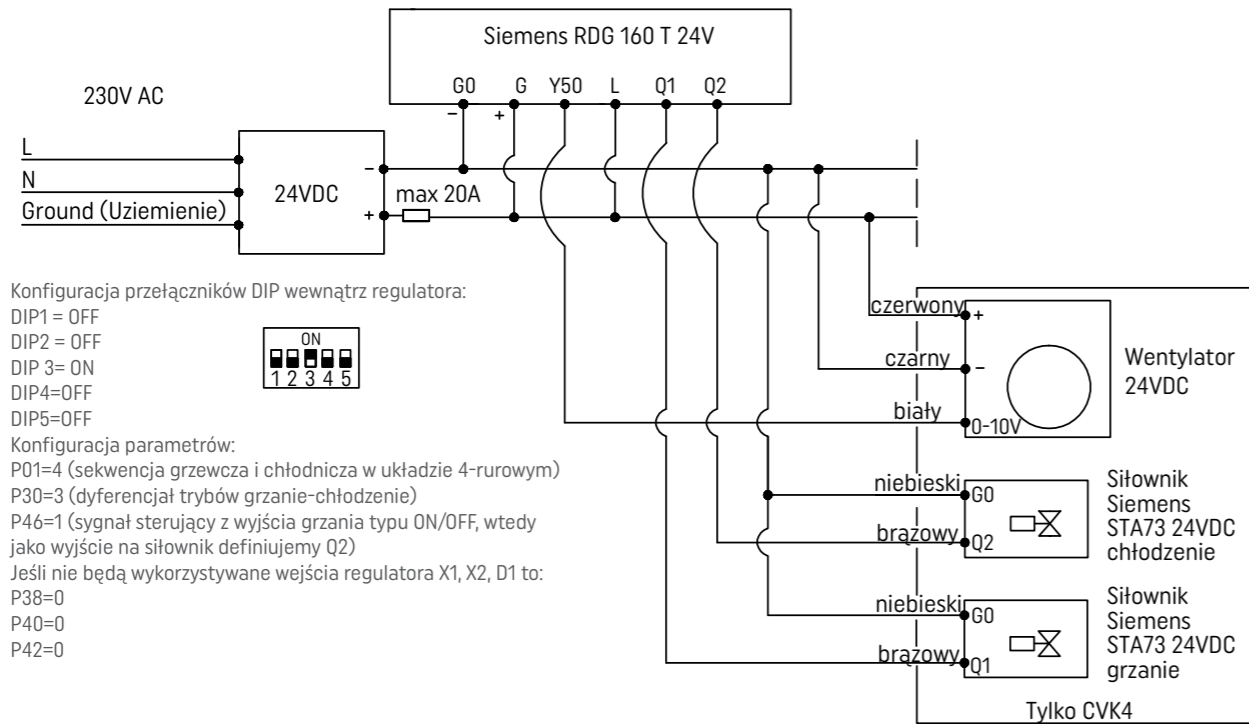 Siemens RDG 160 T 24V
G0 G Y50 L Q1 Q2
− +
230V AC
L
N
Ground (Uziemienie)
24VDC
−
+
max 20A
Konfiguracja przełączników DIP wewnątrz regulatora:
DIP1 = OFF
DIP2 = OFF
DIP 3= ON
DIP4=OFF
DIP5=OFF
ON
1 2 3 4 5
Konfiguracja parametrów:
P01=4 (sekwencja grzewcza i chłodnicza w układzie 4-rurowym)
P30=3 (dyferencjał trybów grzanie-chłodzenie)
P46=1 (sygnał sterujący z wyjścia grzania typu ON/OFF, wtedy
jako wyjście na siłownik definiujemy Q2)
Jeśli nie będą wykorzystywane wejścia regulatora X1, X2, D1 to:
P38=0
P40=0
P42=0
czerwony +
czarny −
biały 0-10V
Wentylator
24VDC
niebieski G0
brązowy Q2
Siłownik
Siemens
STA73 24VDC
chłodzenie
niebieski G0
brązowy Q1
Siłownik
Siemens
STA73 24VDC
grzanie
Tylko CVK4